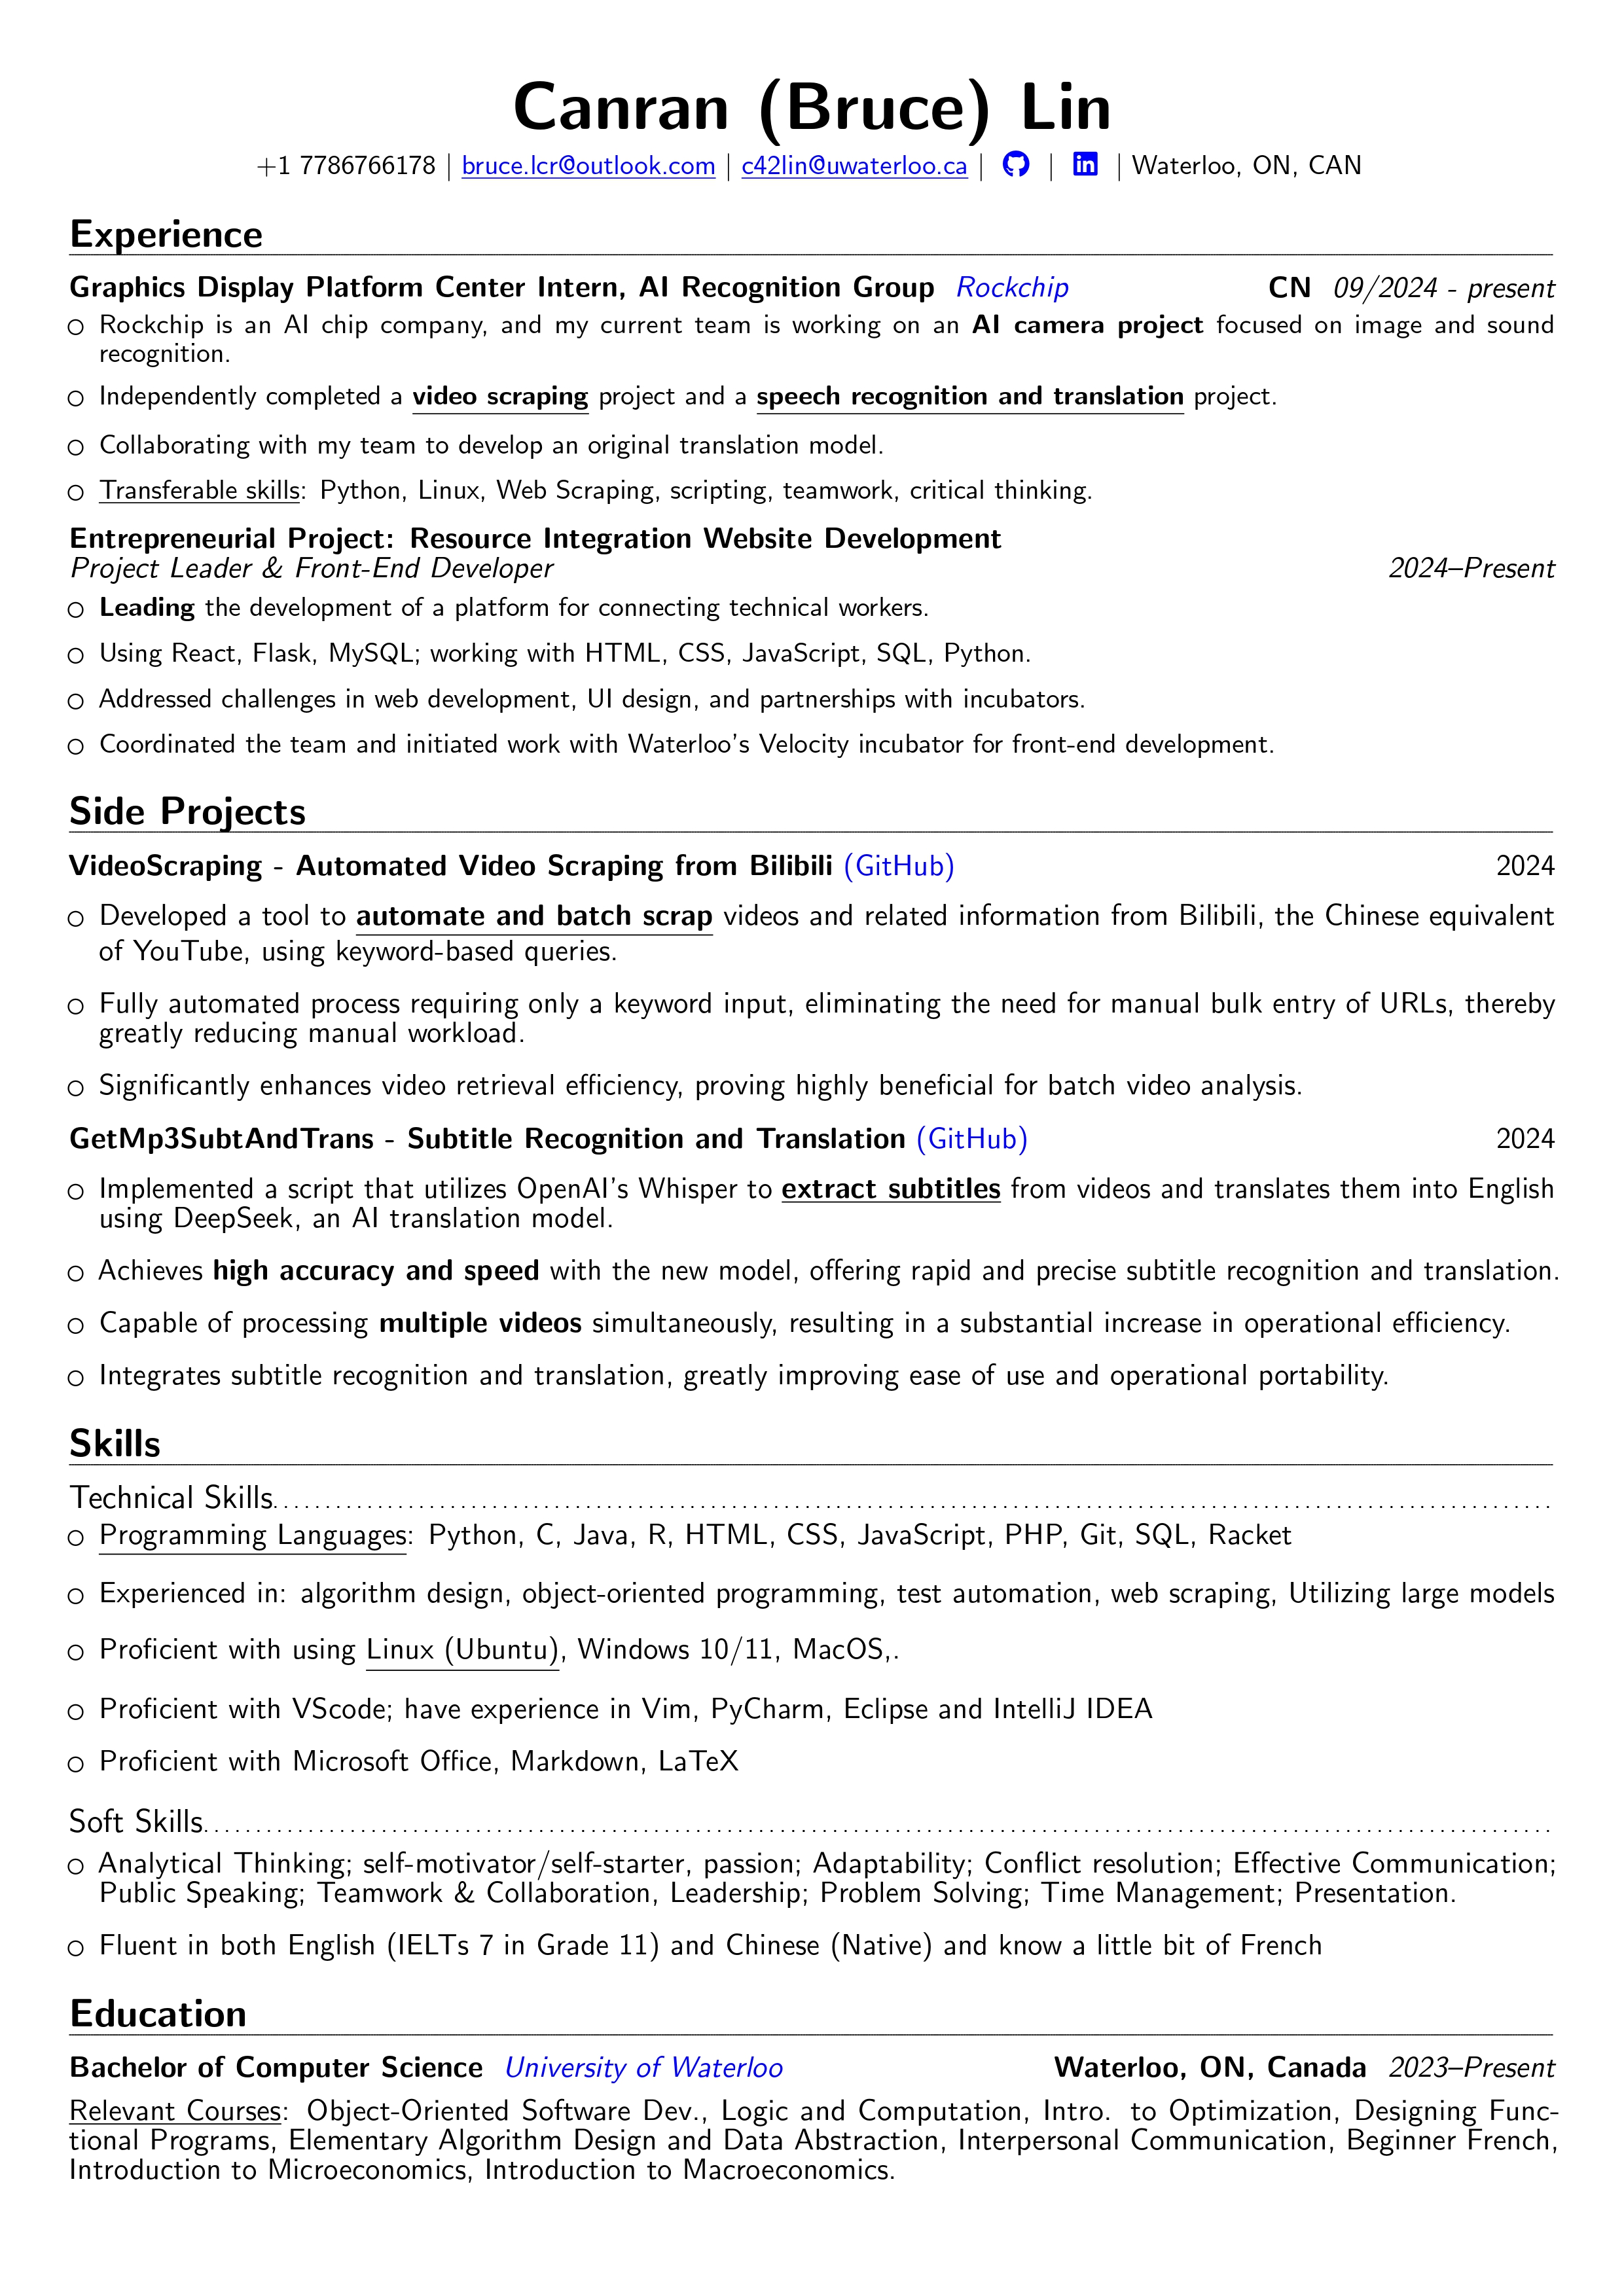 Canran (Bruce) Lin
+1 7786766178 | bruce.lcr@outlook.com | c42lin@uwaterloo.ca | | | Waterloo, ON, CAN
Experience
Graphics Display Platform Center Intern, AI Recognition Group Rockchip CN 09/2024 - present
○ Rockchip is an AI chip company, and my current team is working on an AI camera project focused on image and sound
recognition.
○ Independently completed a video scraping project and a speech recognition and translation project.
○ Collaborating with my team to develop an original translation model.
○ Transferable skills: Python, Linux, Web Scraping, scripting, teamwork, critical thinking.
Entrepreneurial Project: Resource Integration Website Development
Project Leader & Front-End Developer 2024–Present
○ Leading the development of a platform for connecting technical workers.
○ Using React, Flask, MySQL; working with HTML, CSS, JavaScript, SQL, Python.
○ Addressed challenges in web development, UI design, and partnerships with incubators.
○ Coordinated the team and initiated work with Waterloo's Velocity incubator for front-end development.
Side Projects
VideoScraping - Automated Video Scraping from Bilibili (GitHub) 2024
○ Developed a tool to automate and batch scrap videos and related information from Bilibili, the Chinese equivalent
of YouTube, using keyword-based queries.
○ Fully automated process requiring only a keyword input, eliminating the need for manual bulk entry of URLs, thereby
greatly reducing manual workload.
○ Significantly enhances video retrieval efficiency, proving highly beneficial for batch video analysis.
GetMp3SubtAndTrans - Subtitle Recognition and Translation (GitHub) 2024
○ Implemented a script that utilizes OpenAI's Whisper to extract subtitles from videos and translates them into English
using DeepSeek, an AI translation model.
○ Achieves high accuracy and speed with the new model, offering rapid and precise subtitle recognition and translation.
○ Capable of processing multiple videos simultaneously, resulting in a substantial increase in operational efficiency.
○ Integrates subtitle recognition and translation, greatly improving ease of use and operational portability.
Skills
Technical Skills
○ Programming Languages: Python, C, Java, R, HTML, CSS, JavaScript, PHP, Git, SQL, Racket
○ Experienced in: algorithm design, object-oriented programming, test automation, web scraping, Utilizing large models
○ Proficient with using Linux (Ubuntu), Windows 10/11, MacOS,.
○ Proficient with VScode; have experience in Vim, PyCharm, Eclipse and IntelliJ IDEA
○ Proficient with Microsoft Office, Markdown, LaTeX
Soft Skills
○ Analytical Thinking; self-motivator/self-starter, passion; Adaptability; Conflict resolution; Effective Communication;
Public Speaking; Teamwork & Collaboration, Leadership; Problem Solving; Time Management; Presentation.
○ Fluent in both English (IELTs 7 in Grade 11) and Chinese (Native) and know a little bit of French
Education
Bachelor of Computer Science University of Waterloo Waterloo, ON, Canada 2023–Present
Relevant Courses: Object-Oriented Software Dev., Logic and Computation, Intro. to Optimization, Designing Func-
tional Programs, Elementary Algorithm Design and Data Abstraction, Interpersonal Communication, Beginner French,
Introduction to Microeconomics, Introduction to Macroeconomics.